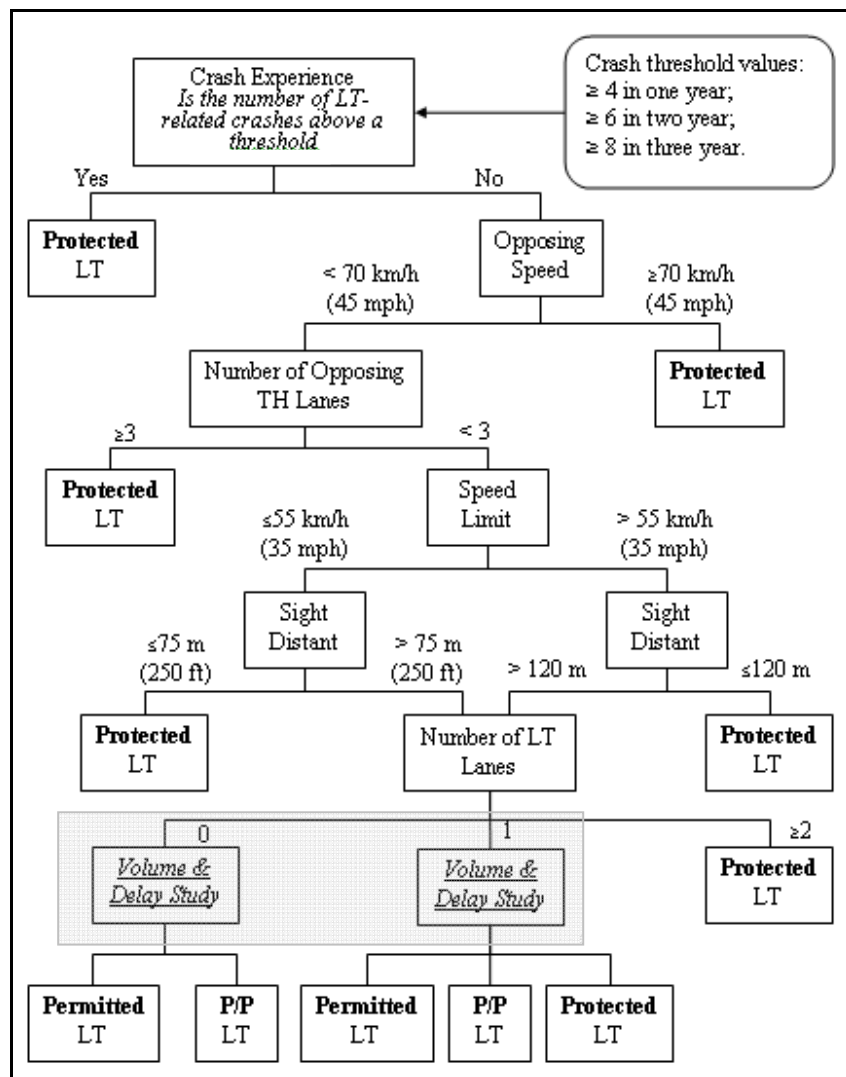 Crash Experience
Is the number of LT-
related crashes above a
threshold
Crash threshold values:
≥ 4 in one year;
≥ 6 in two year;
≥ 8 in three year.
Yes
No
Protected
LT
Opposing
Speed
< 70 km/h
(45 mph)
≥70 km/h
(45 mph)
Number of Opposing
TH Lanes
Protected
LT
≥3
< 3
Protected
LT
Speed
Limit
≤55 km/h
(35 mph)
> 55 km/h
(35 mph)
Sight
Distant
Sight
Distant
≤75 m
(250 ft)
> 75 m
(250 ft)
> 120 m
≤120 m
Protected
LT
Number of LT
Lanes
Protected
LT
0
1
≥2
Volume &
Delay Study
Volume &
Delay Study
Protected
LT
Permitted
LT
P/P
LT
Permitted
LT
P/P
LT
Protected
LT